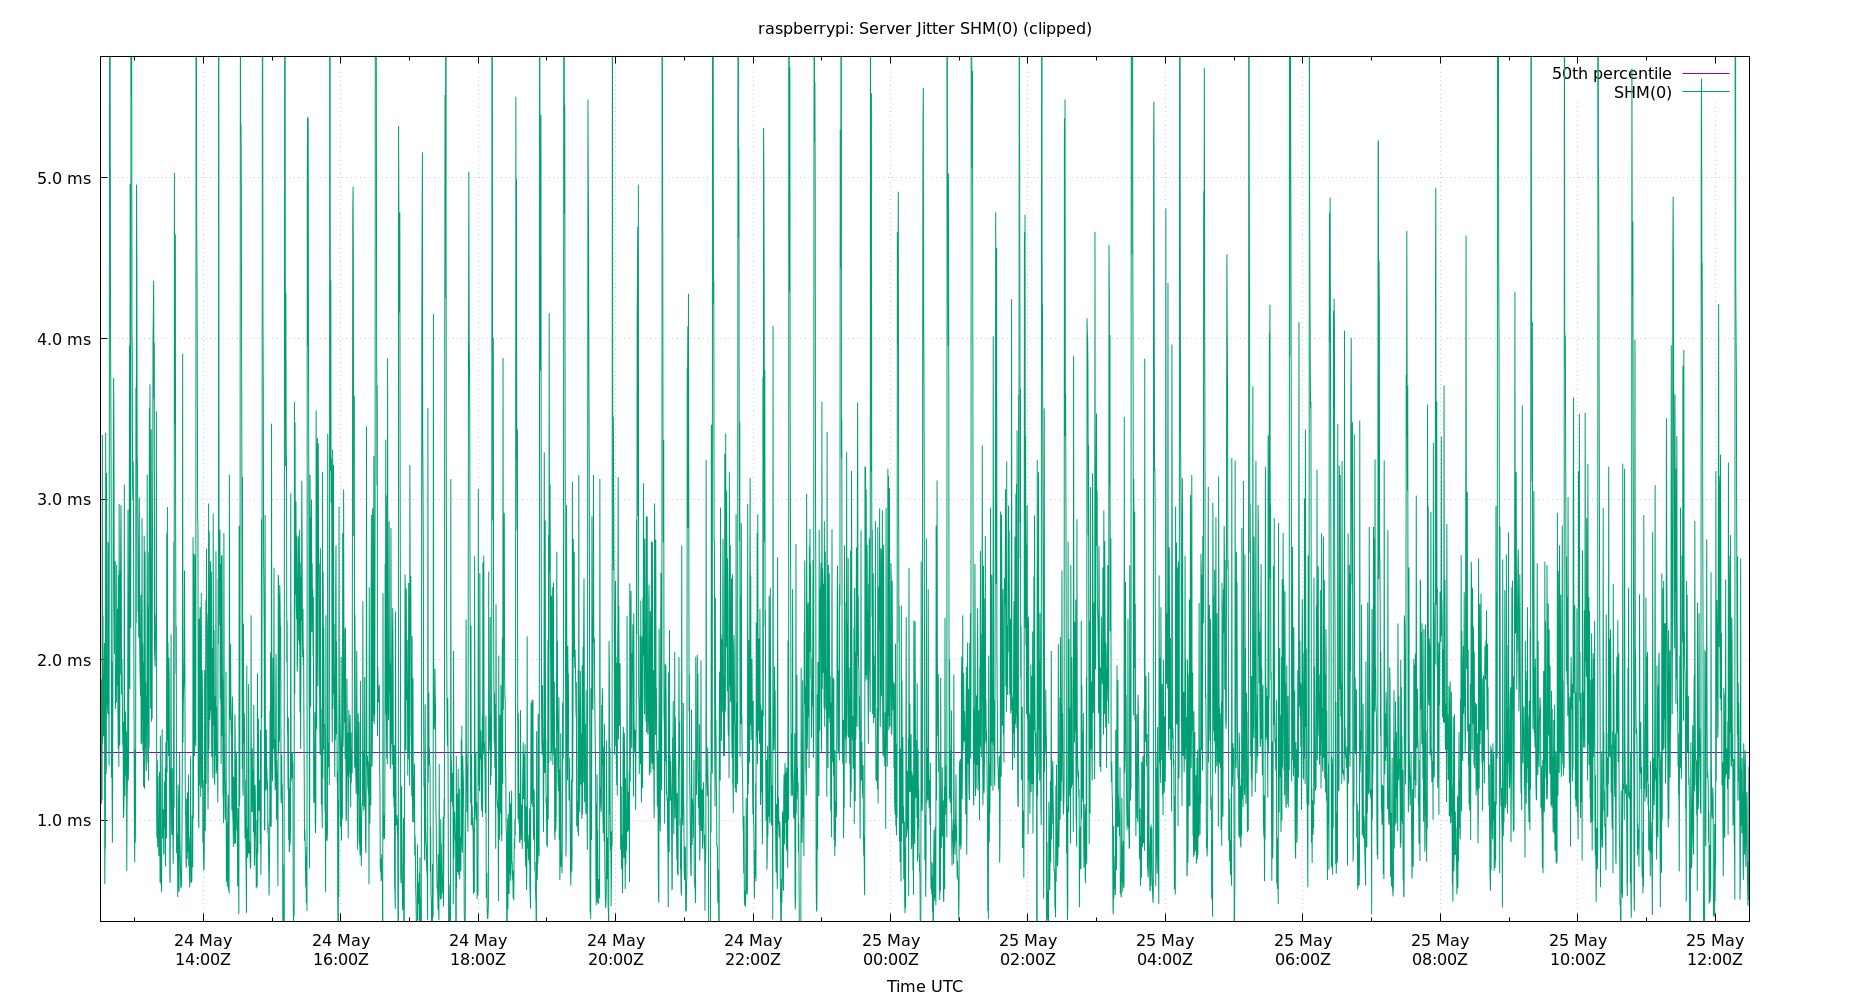 raspberrypi: Server Jitter SHM(0) (clipped)
50th percentile
SHM(0)
5.0 ms
4.0 ms
3.0 ms
2.0 ms
1.0 ms
24 May 24 May 24 May 24 May 24 May 25 May 25 May 25 May 25 May 25 May 25 May 25 May
14:00Z 16:00Z 18:00Z 20:00Z 22:00Z 00:00Z 02:00Z 04:00Z 06:00Z 08:00Z 10:00Z 12:00Z
Time UTC